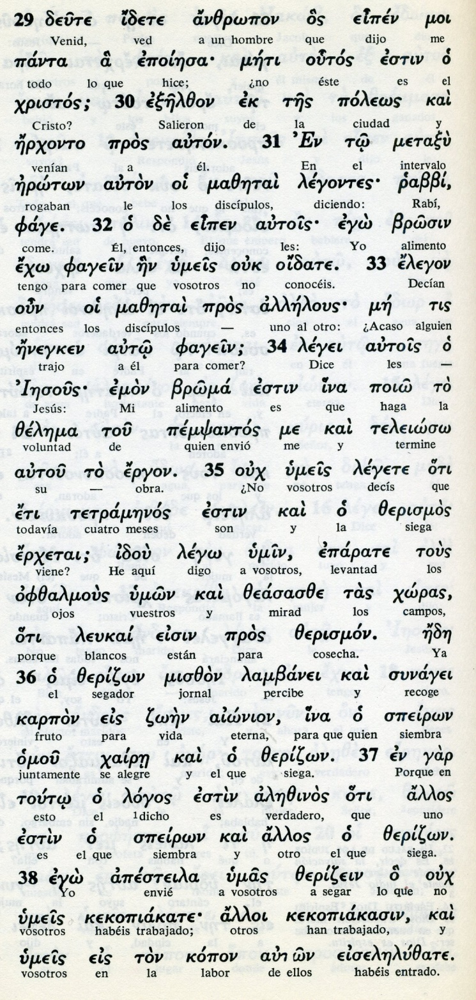 29 δεῦτε ἴδετε ἄνθρωπον ὃς εἶπέν μοι
Venid, ved a un hombre que dijo me
πάντα ἃ ἐποίησα· μήτι οὗτός ἐστιν ὁ
todo lo que hice; ¿no éste es el
χριστός; 30 ἐξῆλθον ἐκ τῆς πόλεως καὶ
Cristo? Salieron de la ciudad y
ἤρχοντο πρὸς αὐτόν. 31 Ἐν τῷ μεταξὺ
venían a él. En el intervalo
ἠρώτων αὐτὸν οἱ μαθηταὶ λέγοντες· ῥαββί,
rogaban le los discípulos, diciendo: Rabí,
φάγε. 32 ὁ δὲ εἶπεν αὐτοῖς· ἐγὼ βρῶσιν
come. Él, entonces, dijo les: Yo alimento
ἔχω φαγεῖν ἣν ὑμεῖς οὐκ οἴδατε. 33 ἔλεγον
tengo para comer que vosotros no conocéis. Decían
οὖν οἱ μαθηταὶ πρὸς ἀλλήλους· μή τις
entonces los discípulos — uno al otro: ¿Acaso alguien
ἤνεγκεν αὐτῷ φαγεῖν; 34 λέγει αὐτοῖς ὁ
trajo a él para comer? Dice les —
Ἰησοῦς· ἐμὸν βρῶμά ἐστιν ἵνα ποιῶ τὸ
Jesús: Mi alimento es que haga la
θέλημα τοῦ πέμψαντός με καὶ τελειώσω
voluntad de quien envió me y termine
αὐτοῦ τὸ ἔργον. 35 οὐχ ὑμεῖς λέγετε ὅτι
su — obra. ¿No vosotros decís que
ἔτι τετράμηνός ἐστιν καὶ ὁ θερισμὸς
todavía cuatro meses son y la siega
ἔρχεται; ἰδοὺ λέγω ὑμῖν, ἐπάρατε τοὺς
viene? He aquí digo a vosotros, levantad los
ὀφθαλμοὺς ὑμῶν καὶ θεάσασθε τὰς χώρας,
ojos vuestros y mirad los campos,
ὅτι λευκαί εἰσιν πρὸς θερισμόν. ἤδη
porque blancos están para cosecha. Ya
36 ὁ θερίζων μισθὸν λαμβάνει καὶ συνάγει
el segador jornal percibe y recoge
καρπὸν εἰς ζωὴν αἰώνιον, ἵνα ὁ σπείρων
fruto para vida eterna, para que quien siembra
ὁμοῦ χαίρῃ καὶ ὁ θερίζων. 37 ἐν γὰρ
juntamente se alegre y el que siega. Porque en
τούτῳ ὁ λόγος ἐστὶν ἀληθινὸς ὅτι ἄλλος
esto el 1dicho es verdadero, que uno
ἐστὶν ὁ σπείρων καὶ ἄλλος ὁ θερίζων.
es el que siembra y otro el que siega.
38 ἐγὼ ἀπέστειλα ὑμᾶς θερίζειν ὃ οὐχ
Yo envié a vosotros a segar lo que no
ὑμεῖς κεκοπιάκατε· ἄλλοι κεκοπιάκασιν, καὶ
vosotros habéis trabajado; otros han trabajado, y
ὑμεῖς εἰς τὸν κόπον αὐτῶν εἰσεληλύθατε.
vosotros en la labor de ellos habéis entrado.